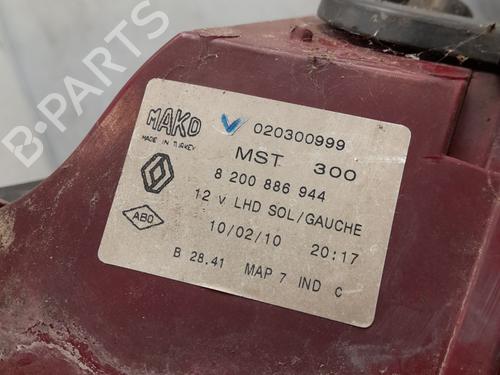 MAKO
MADE IN TURKEY
020300999
MST 300
8 200 886 944
12 V LHD SOL/GAUCHE
ABO
10/02/10 20:17
B 28.41 MAP 7 IND C
B-PARTS